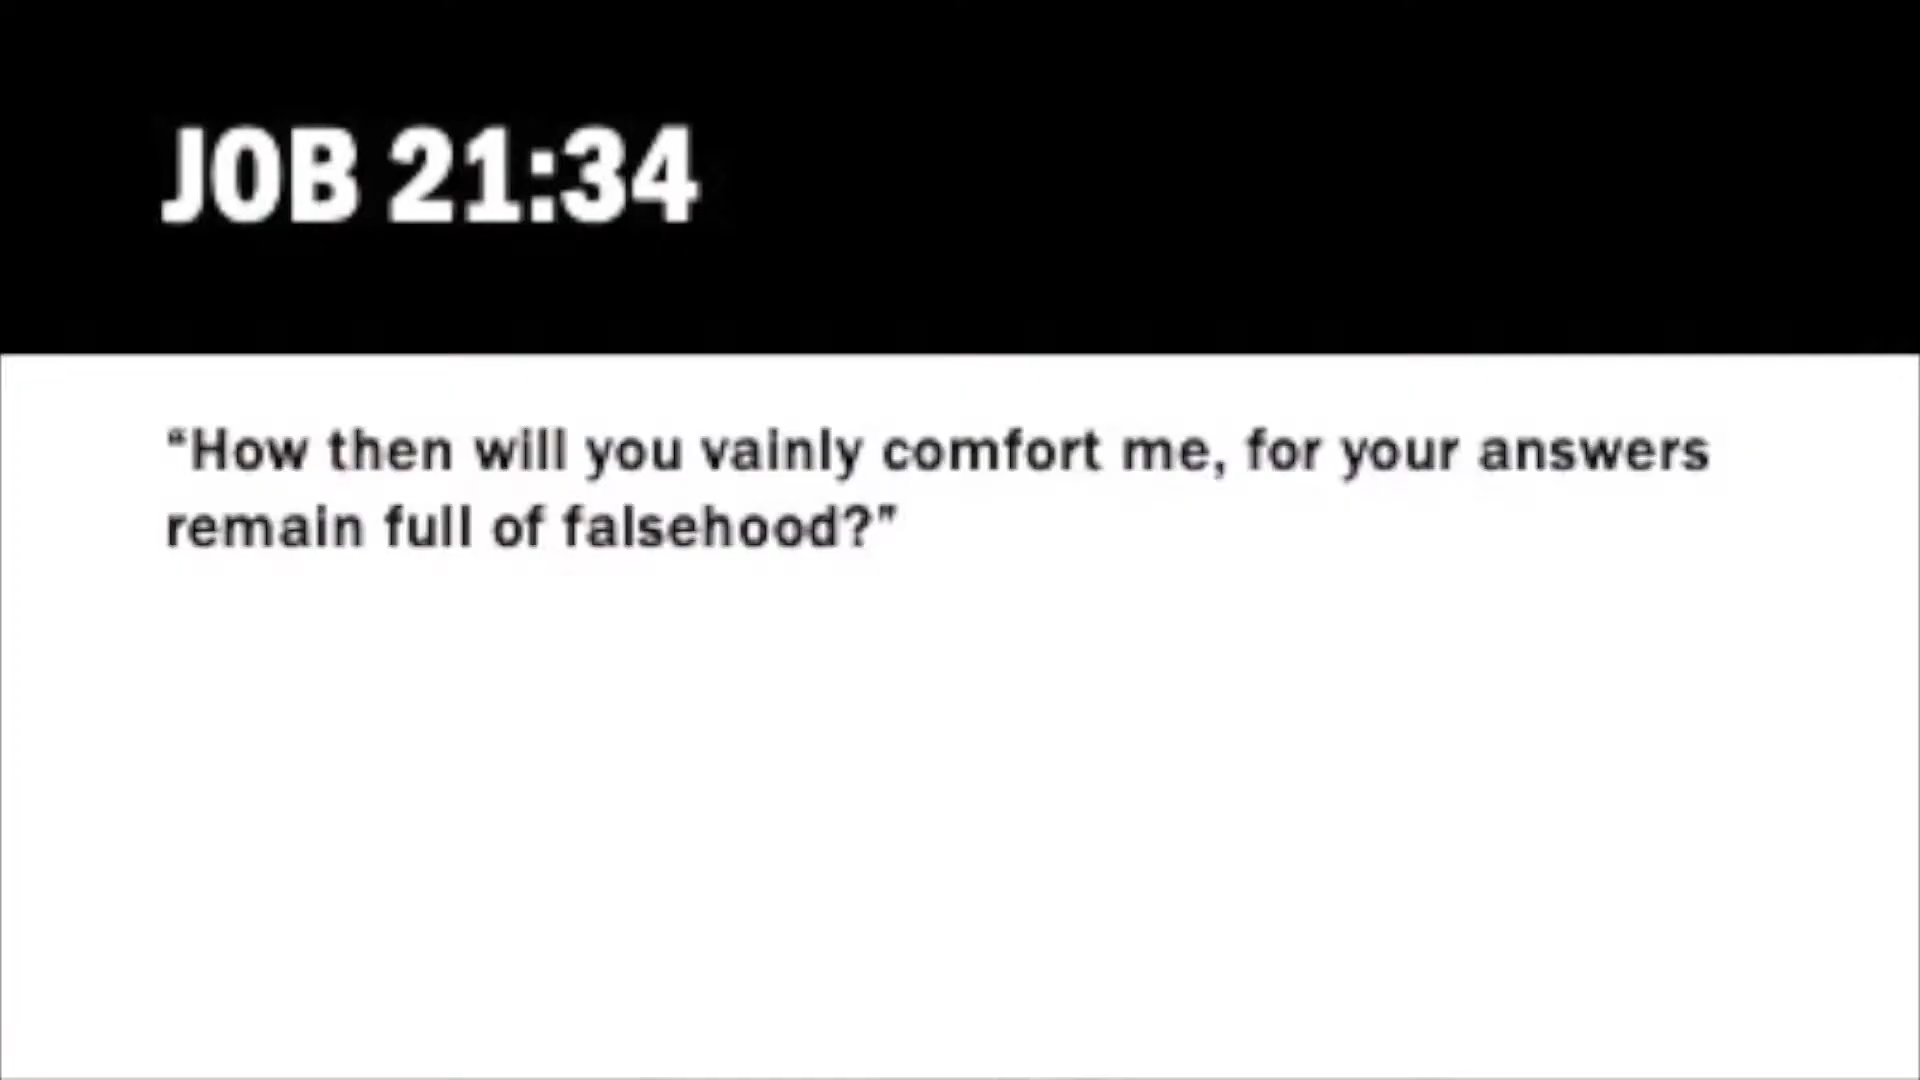 JOB 21:34
“How then will you vainly comfort me, for your answers
remain full of falsehood?”